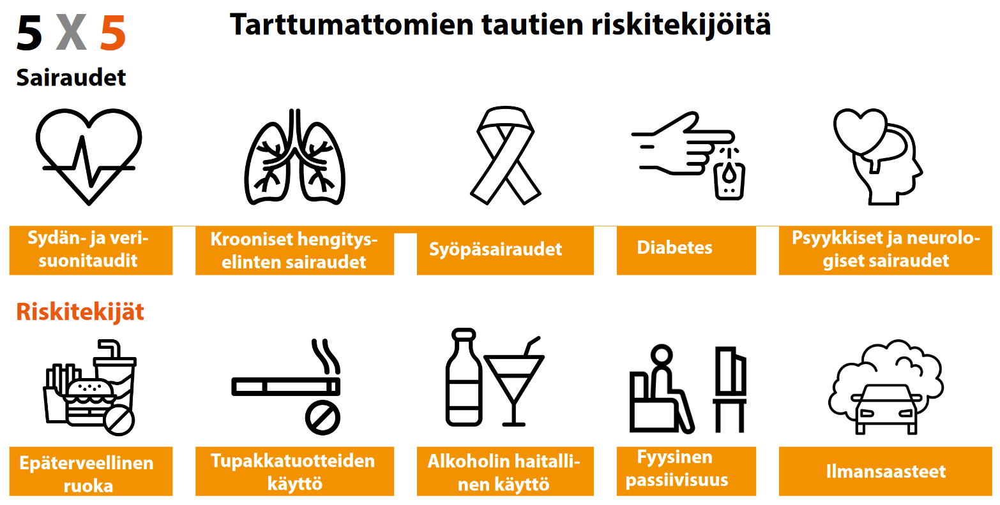 5 X 5
Tarttumattomien tautien riskitekijöitä
Sairaudet
Sydän- ja veri-
suonitaudit
Krooniset hengitys-
elinten sairaudet
Syöpäsairaudet
Diabetes
Psyykkiset ja neurolo-
giset sairaudet
Riskitekijät
Epäterveellinen
ruoka
Tupakkatuotteiden
käyttö
Alkoholin haitalli-
nen käyttö
Fyysinen
passiivisuus
Ilmansaasteet